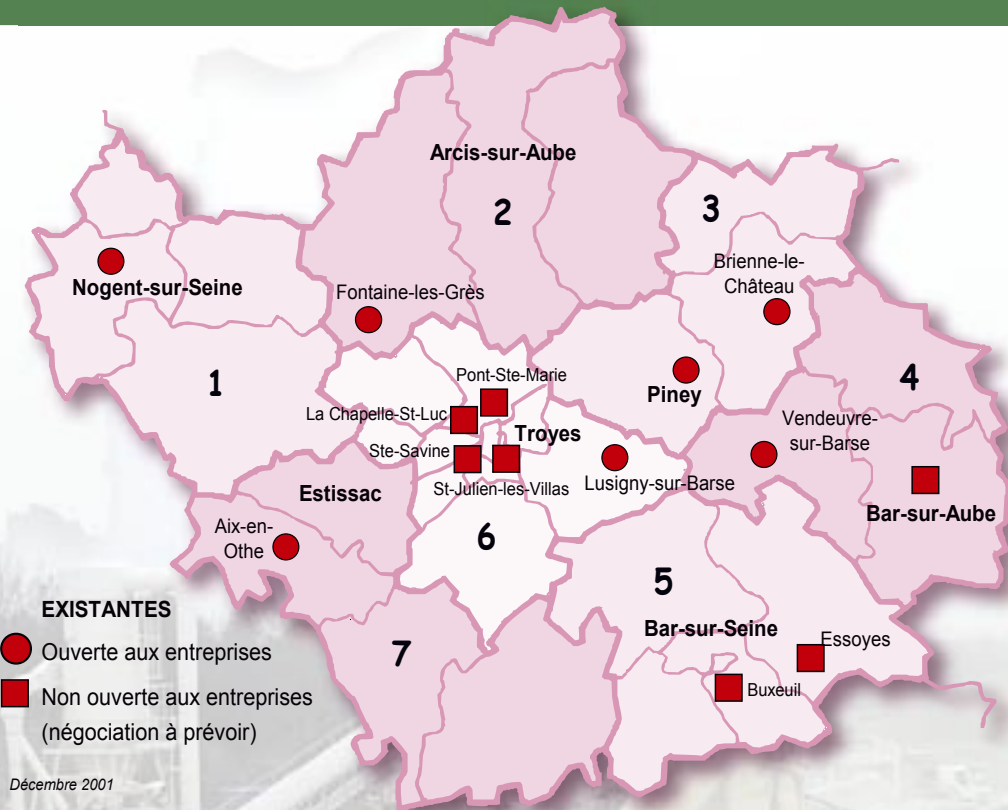 Arcis-sur-Aube
2
3
Brienne-le-
Château
Nogent-sur-Seine
Fontaine-les-Grès
1
Pont-Ste-Marie
Piney
4
La Chapelle-St-Luc
Troyes
Vendeuvre-
sur-Barse
Ste-Savine
St-Julien-les-Villas
Lusigny-sur-Barse
Estissac
Bar-sur-Aube
Aix-en-
Othe
6
5
Bar-sur-Seine
Essoyes
7
Buxeuil
EXISTANTES
Ouverte aux entreprises
Non ouverte aux entreprises
(négociation à prévoir)
Décembre 2001